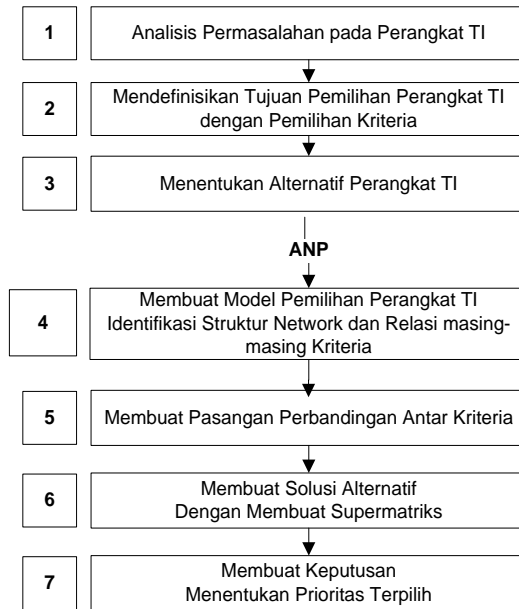 1
Analisis Permasalahan pada Perangkat TI
2
Mendefinisikan Tujuan Pemilihan Perangkat TI
dengan Pemilihan Kriteria
3
Menentukan Alternatif Perangkat TI
ANP
4
Membuat Model Pemilihan Perangkat TI
Identifikasi Struktur Network dan Relasi masing-
masing Kriteria
5
Membuat Pasangan Perbandingan Antar Kriteria
6
Membuat Solusi Alternatif
Dengan Membuat Supermatriks
7
Membuat Keputusan
Menentukan Prioritas Terpilih